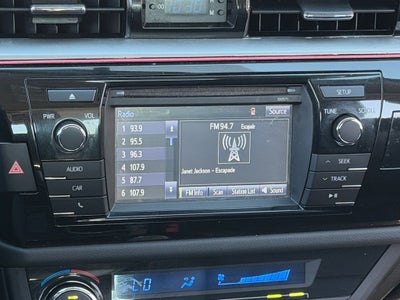 SETUP
PWR VOL
TUNE SCROLL
Radio
Source
FM 94.7 Escapade
1 93.9
2 95.5
3 96.3
4 107.9
5 87.7
6 107.9
Janet Jackson - Escapade
FM Info Scan Station List Sound
AUDIO
CAR
SEEK
TRACK
LO